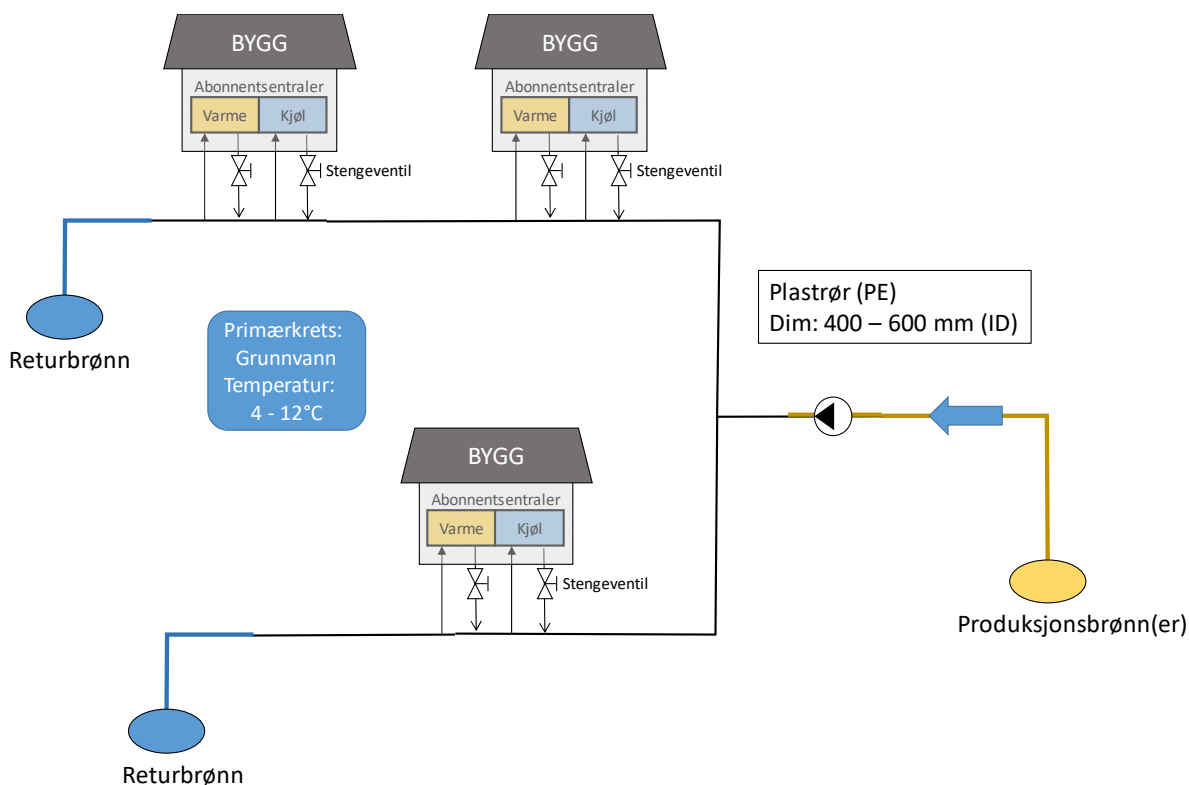 BYGG
Abonnentsentraler
Varme
Kjøl
Stengeventil
BYGG
Abonnentsentraler
Varme
Kjøl
Stengeventil
Plastrør (PE)
Dim: 400 – 600 mm (ID)
Primærkrets:
Grunnvann
Temperatur:
4 - 12°C
Returbrønn
BYGG
Abonnentsentraler
Varme
Kjøl
Stengeventil
Produksjonsbrønn(er)
Returbrønn